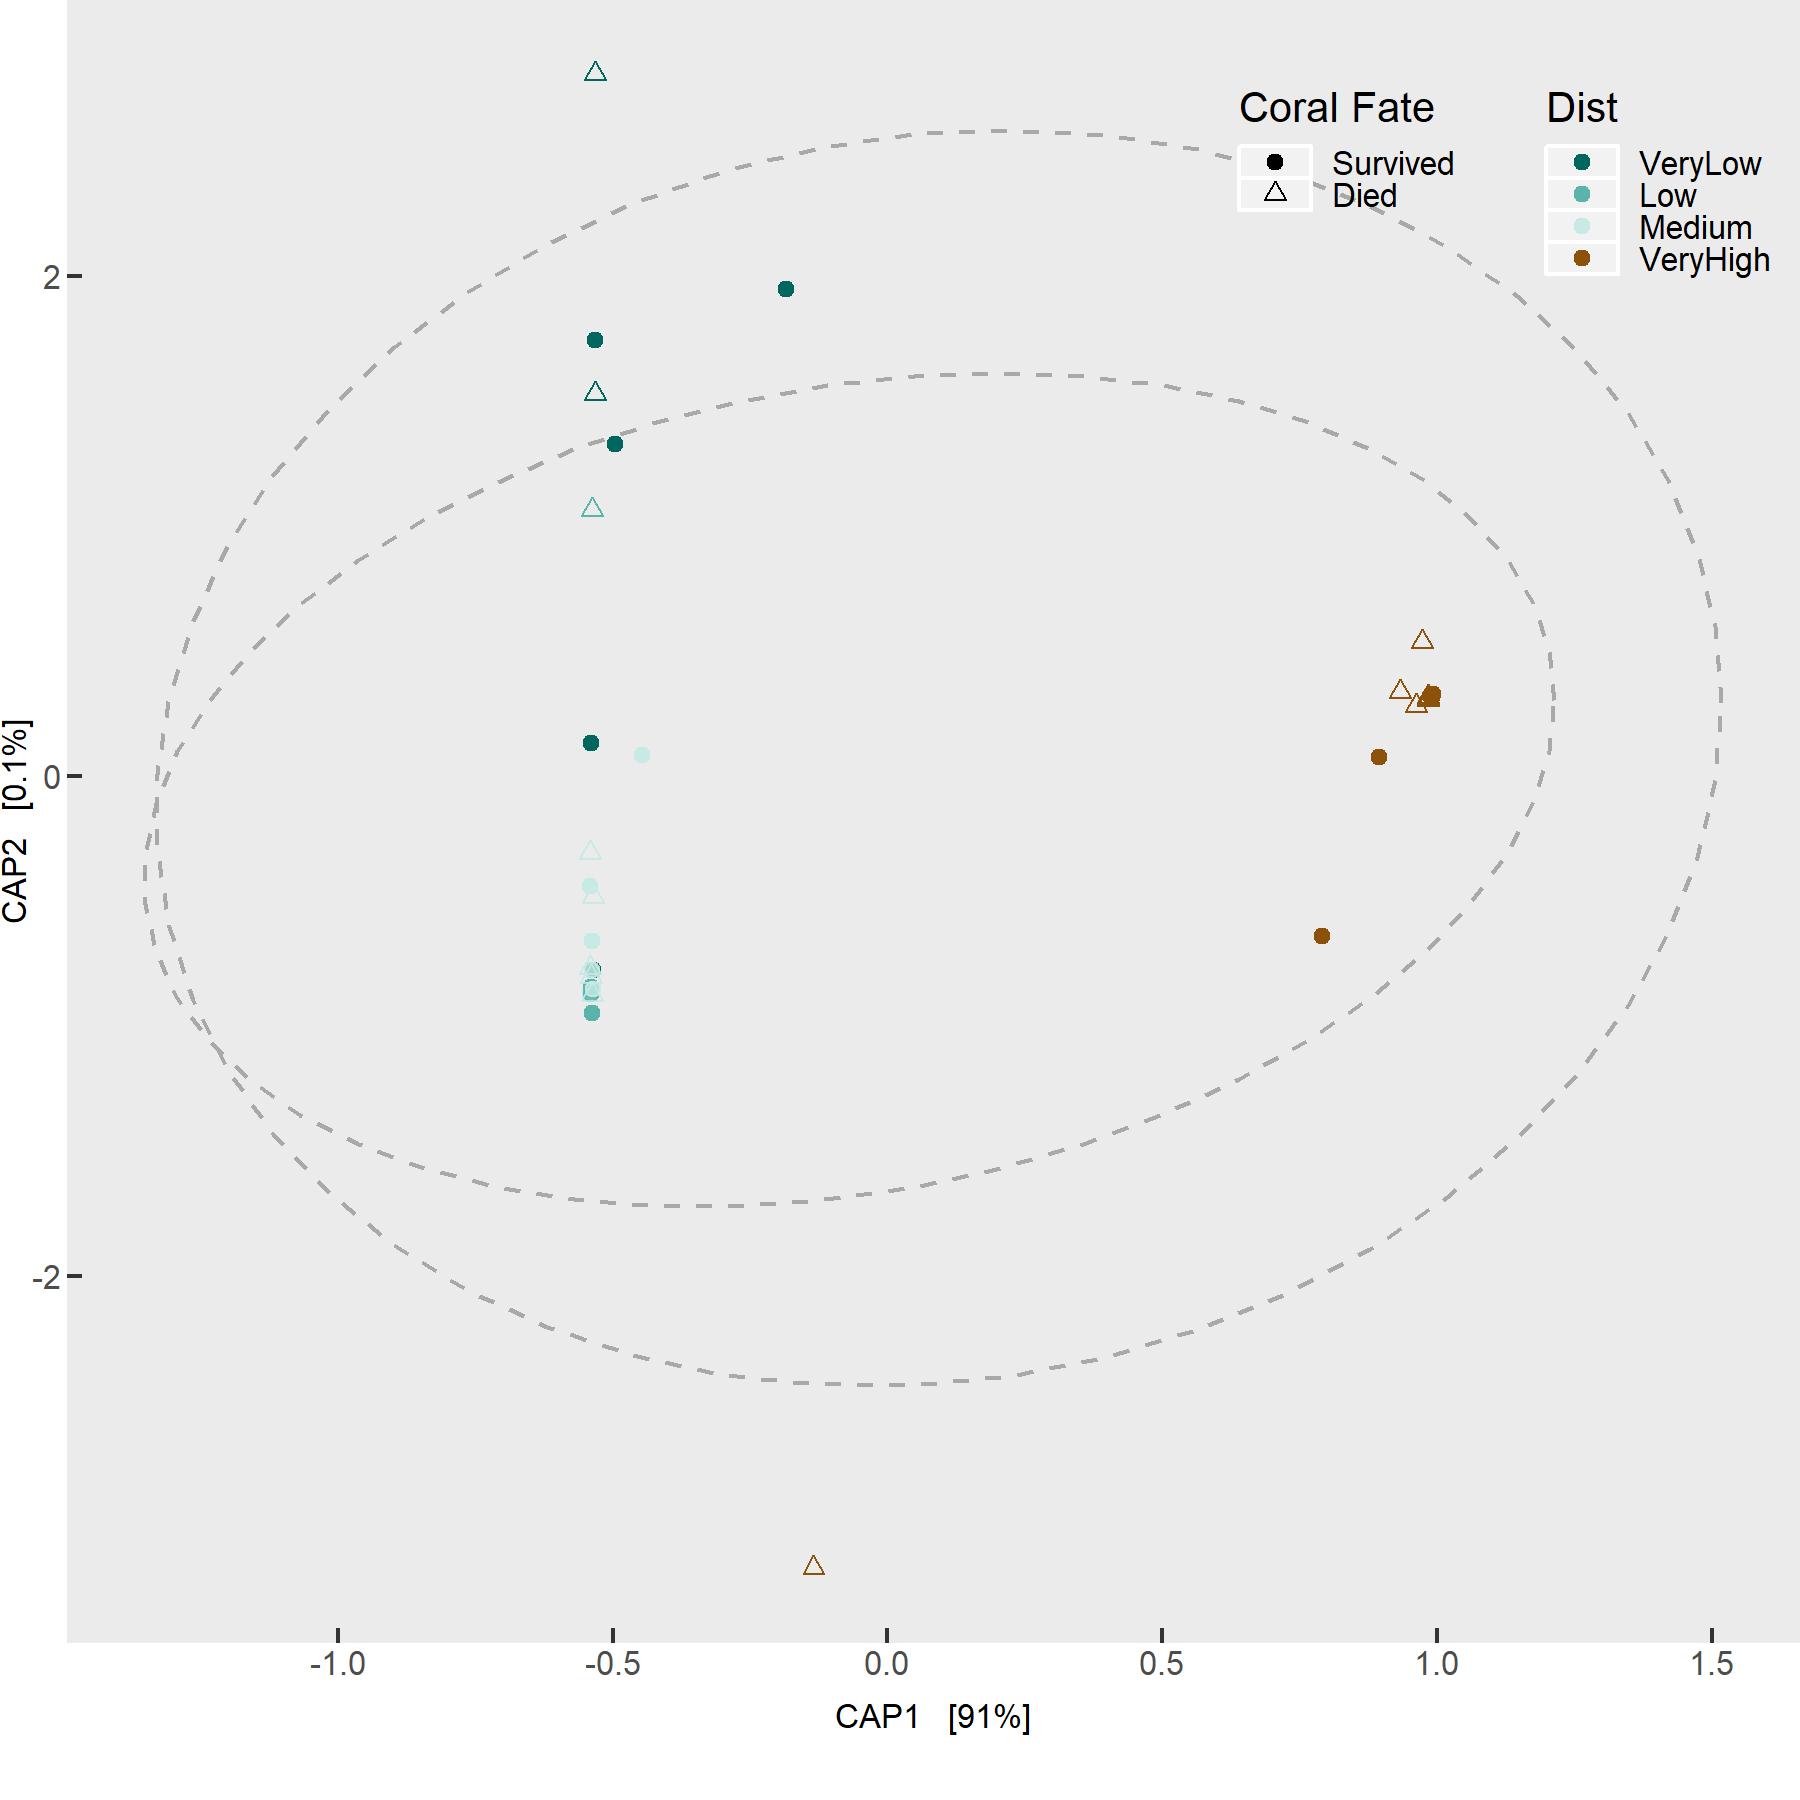 Coral Fate
Survived
Died
Dist
VeryLow
Low
Medium
VeryHigh
2
0
-2
CAP2 [0.1%]
-1.0
-0.5
0.0
0.5
1.0
1.5
CAP1 [91%]